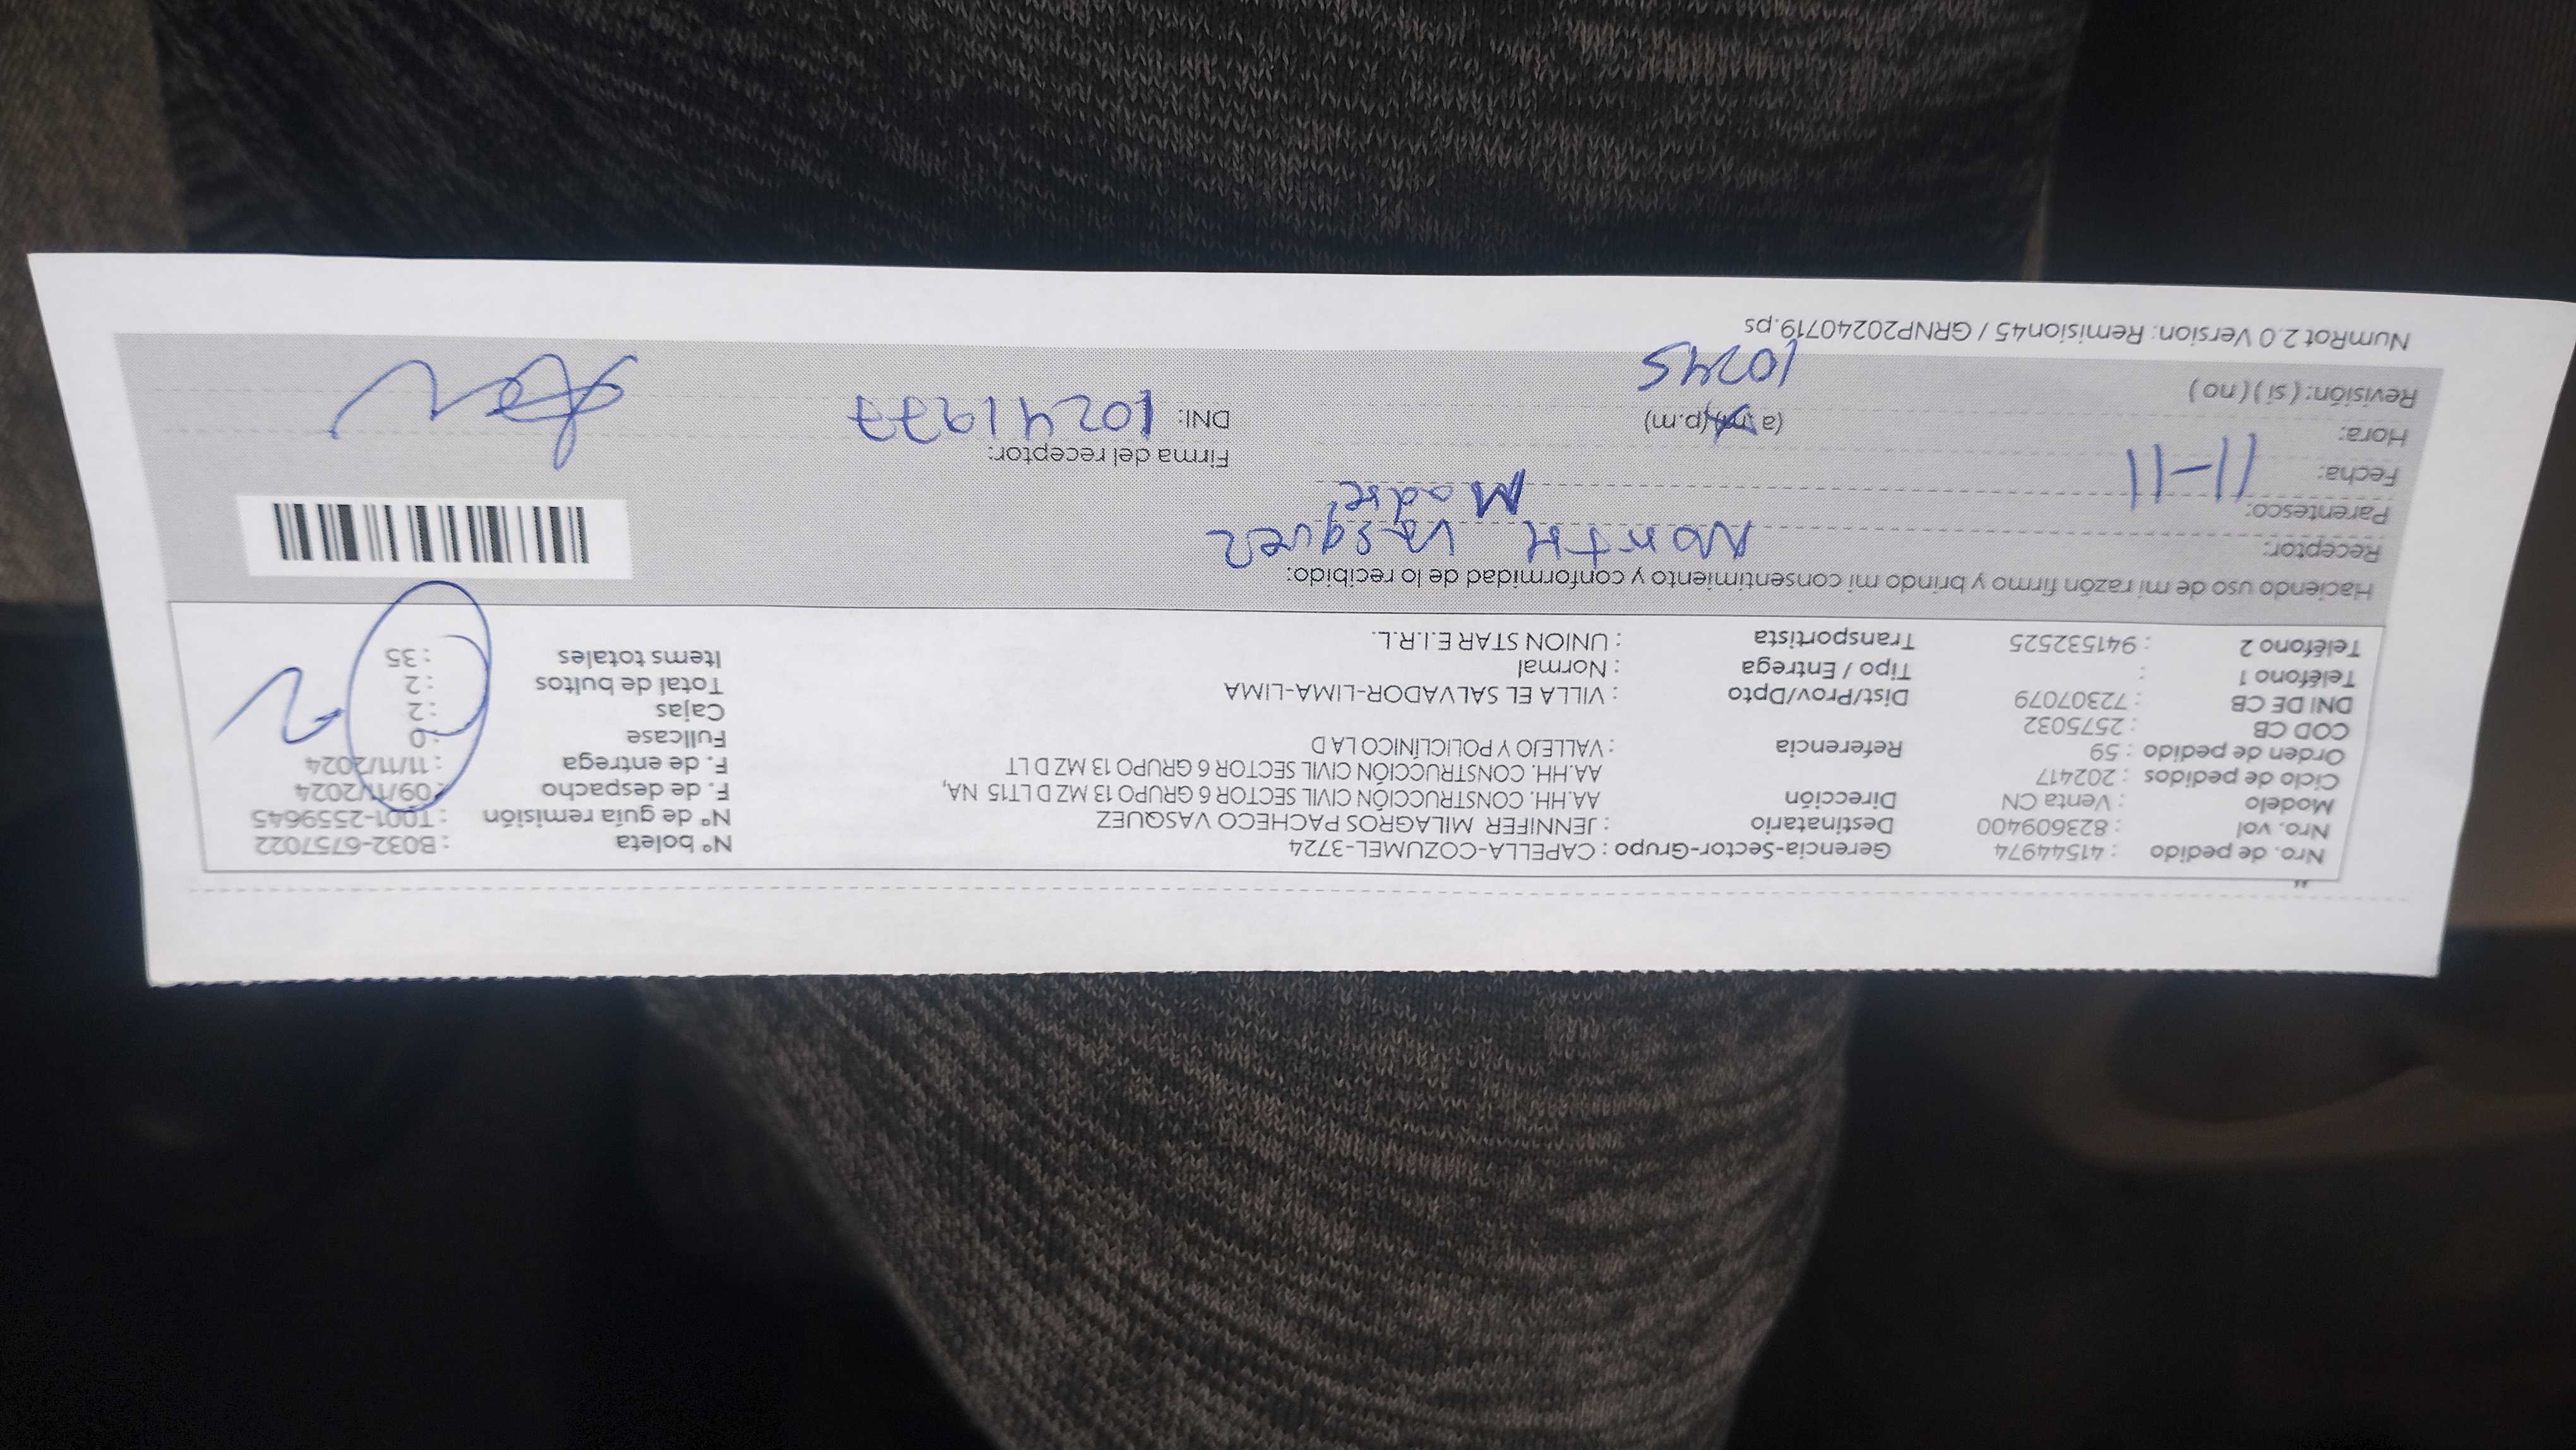 Nro. de pedido : 41544974 Gerencia-Sector-Grupo : CAPELLA-COZUMEL-3724 N° boleta : B032-6757022
Nro. vol : 823609400 Destinatario : JENNIFER MILAGROS PACHECO VASQUEZ N° de guía remisión : T001-2559645
Modelo : Venta CN Dirección : AA.HH. CONSTRUCCIÓN CIVIL SECTOR 6 GRUPO 13 MZ D LT15 NA, F. de despacho : 09/11/2024
Ciclo de pedidos : 202417 AA.HH. CONSTRUCCIÓN CIVIL SECTOR 6 GRUPO 13 MZ D LT F. de entrega : 11/11/2024
Orden de pedido : 59 Referencia : VALLEJO Y POLICLÍNICO LA D Fullcase : 0
COD CB : 2575032 Cajas : 2
DNI DE CB : 72307079 Dist/Prov/Dpto : VILLA EL SALVADOR-LIMA-LIMA Total de bultos : 2
Teléfono 1 : Tipo / Entrega : Normal Items totales : 35
Teléfono 2 : 941532525 Transportista : UNION STAR E.I.R.L.
Haciendo uso de mi razón firmo y brindo mi consentimiento y conformidad de lo recibido:
Receptor: Vasquez
Parentesco: Madre
Fecha: 11-11 Firma del receptor:
Hora: (a.m)(p.m) DNI: 10241977
Revisión: ( si ) ( no ) 10245
NumRot 2.0 Version: Remision45 / GRNP20240719.ps